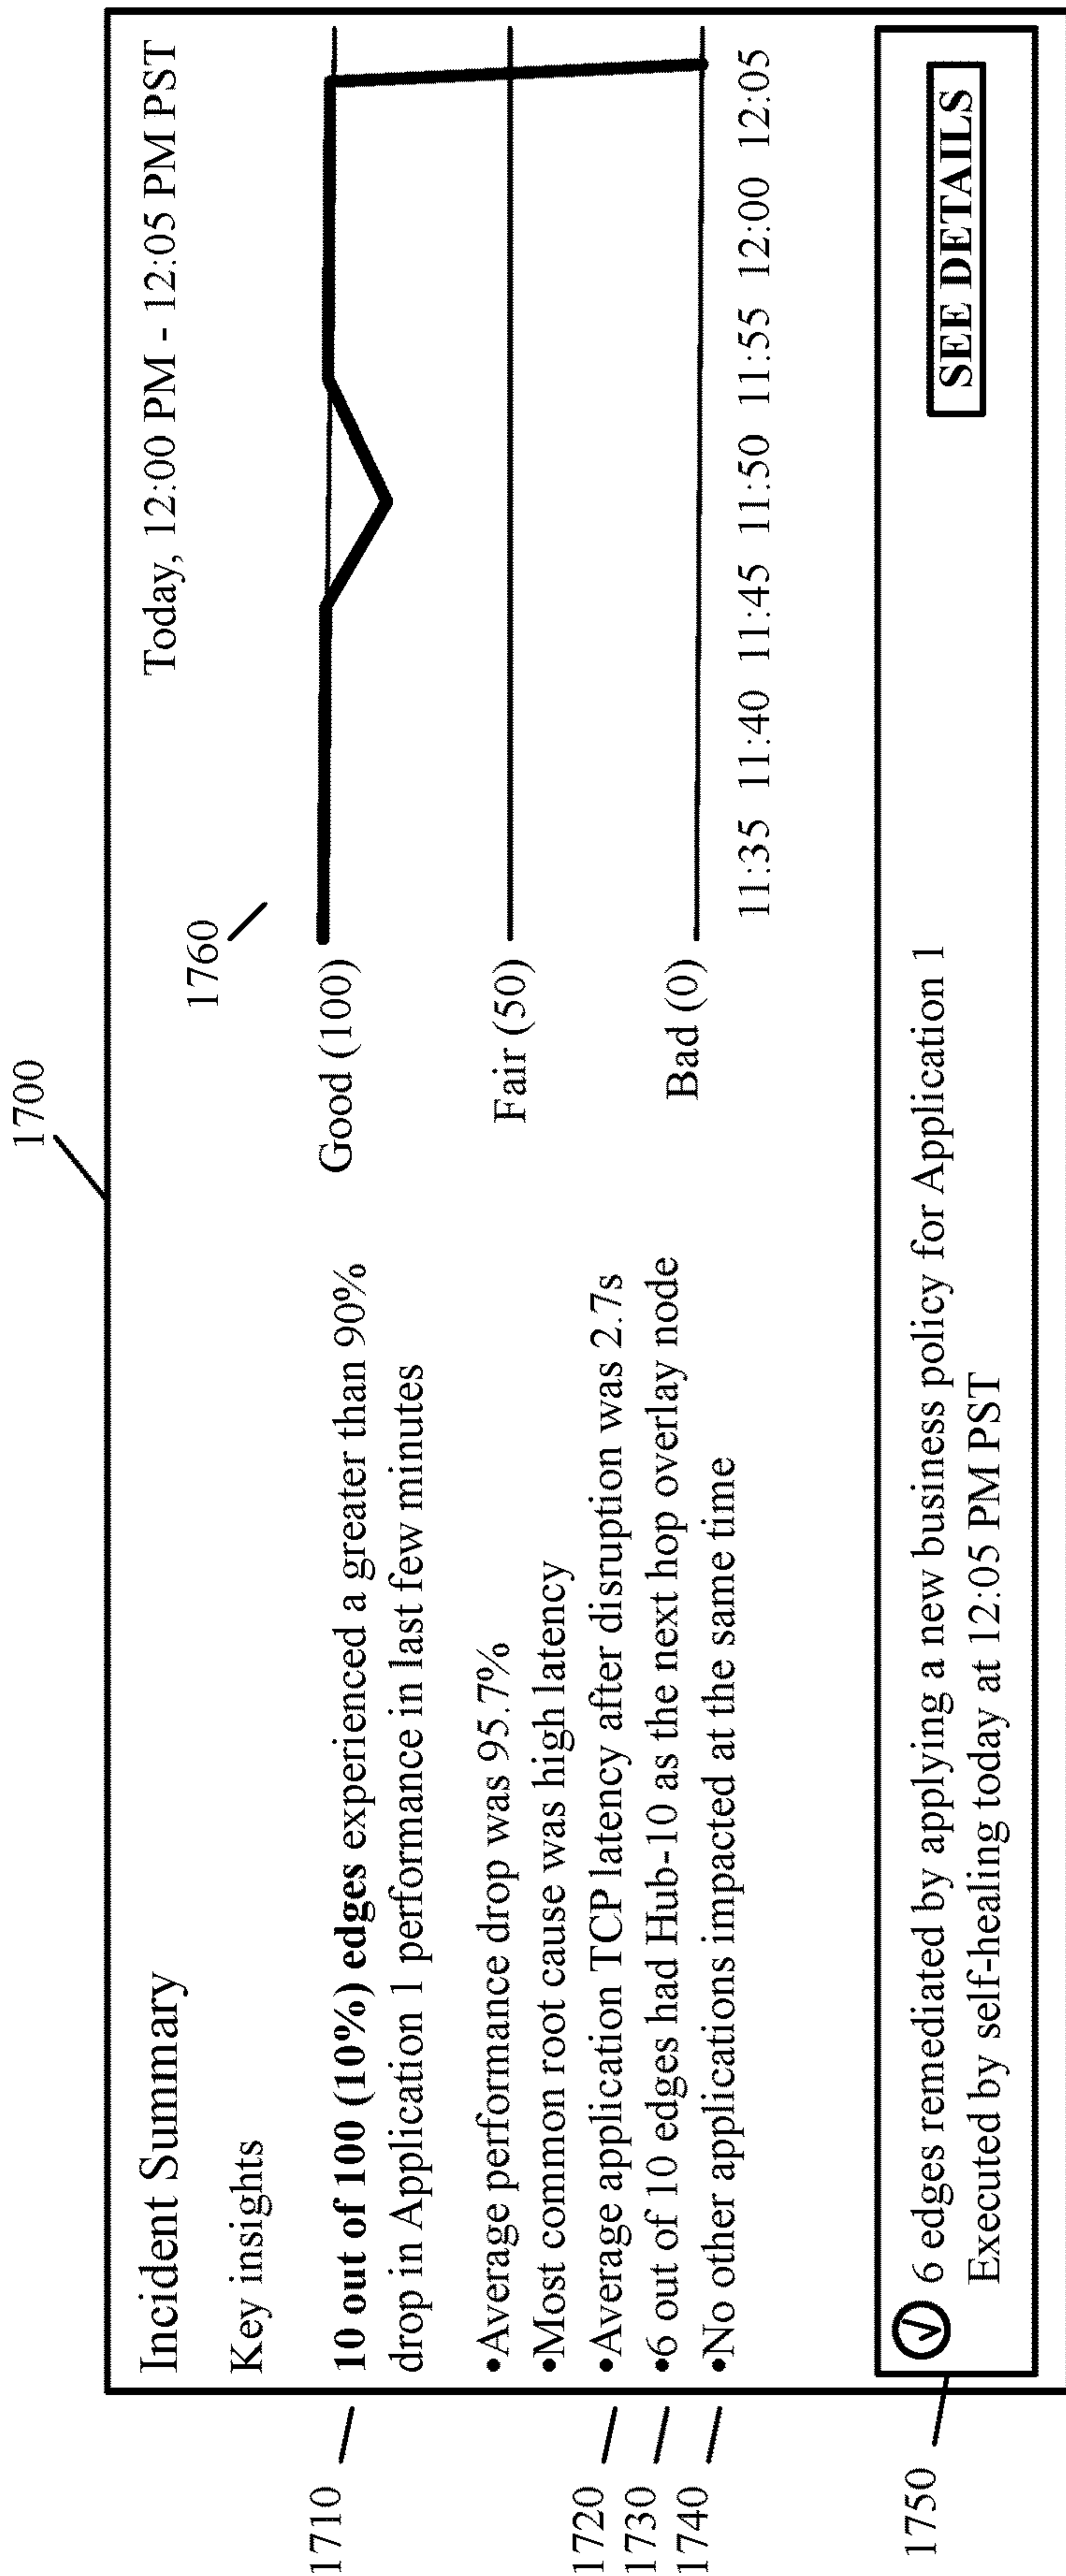 1700
Incident Summary
Today, 12:00 PM - 12:05 PM PST
Key insights
1760
1710
10 out of 100 (10%) edges experienced a greater than 90%
drop in Application 1 performance in last few minutes
•Average performance drop was 95.7%
•Most common root cause was high latency
1720
•Average application TCP latency after disruption was 2.7s
1730
•6 out of 10 edges had Hub-10 as the next hop overlay node
1740
•No other applications impacted at the same time
Good (100)
Fair (50)
Bad (0)
11:35 11:40 11:45 11:50 11:55 12:00 12:05
1750
6 edges remediated by applying a new business policy for Application 1
Executed by self-healing today at 12:05 PM PST
SEE DETAILS